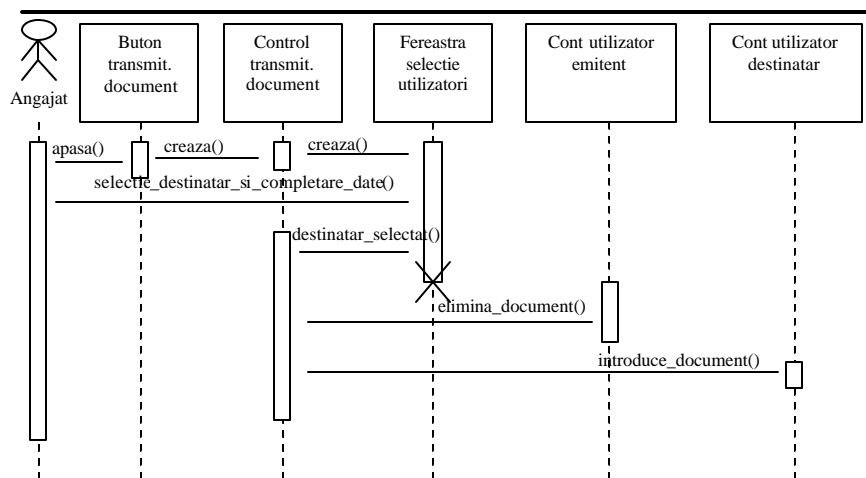 Angajat
Buton
transmit.
document
Control
transmit.
document
Fereastra
selectie
utilizatori
Cont utilizator
emitent
Cont utilizator
destinatar
apasa()
creaza()
creaza()
selectie_destinatar_si_completare_date()
destinatar_selectat()
elimina_document()
introduce_document()